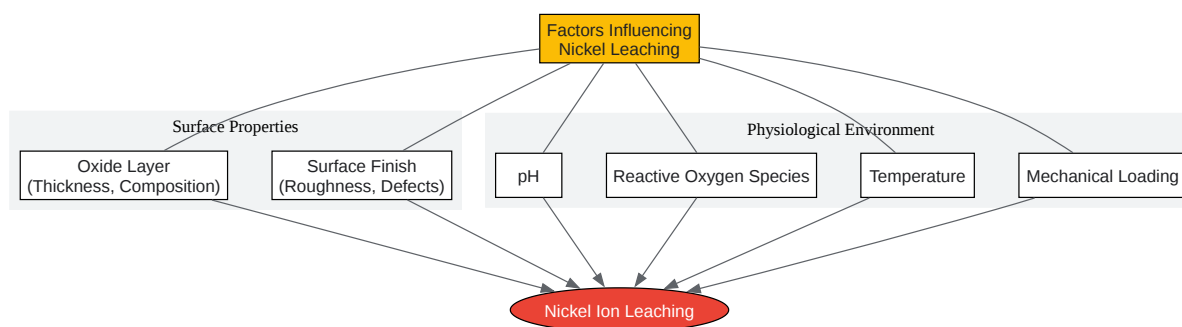 Factors Influencing
Nickel Leaching
Surface Properties
Physiological Environment
Oxide Layer
(Thickness, Composition)
Surface Finish
(Roughness, Defects)
pH
Reactive Oxygen Species
Temperature
Mechanical Loading
Nickel Ion Leaching